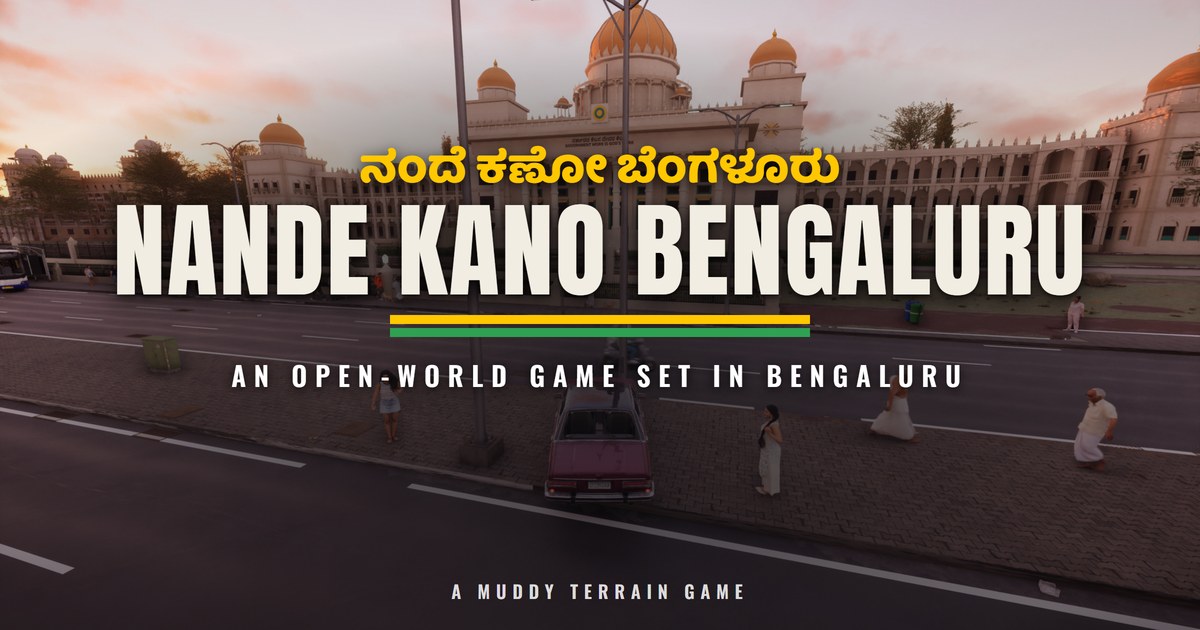 ನಂದೆ ಕಣೋ ಬೆಂಗಳೂರು
NANDE KANO BENGALURU
AN OPEN-WORLD GAME SET IN BENGALURU
A MUDDY TERRAIN GAME